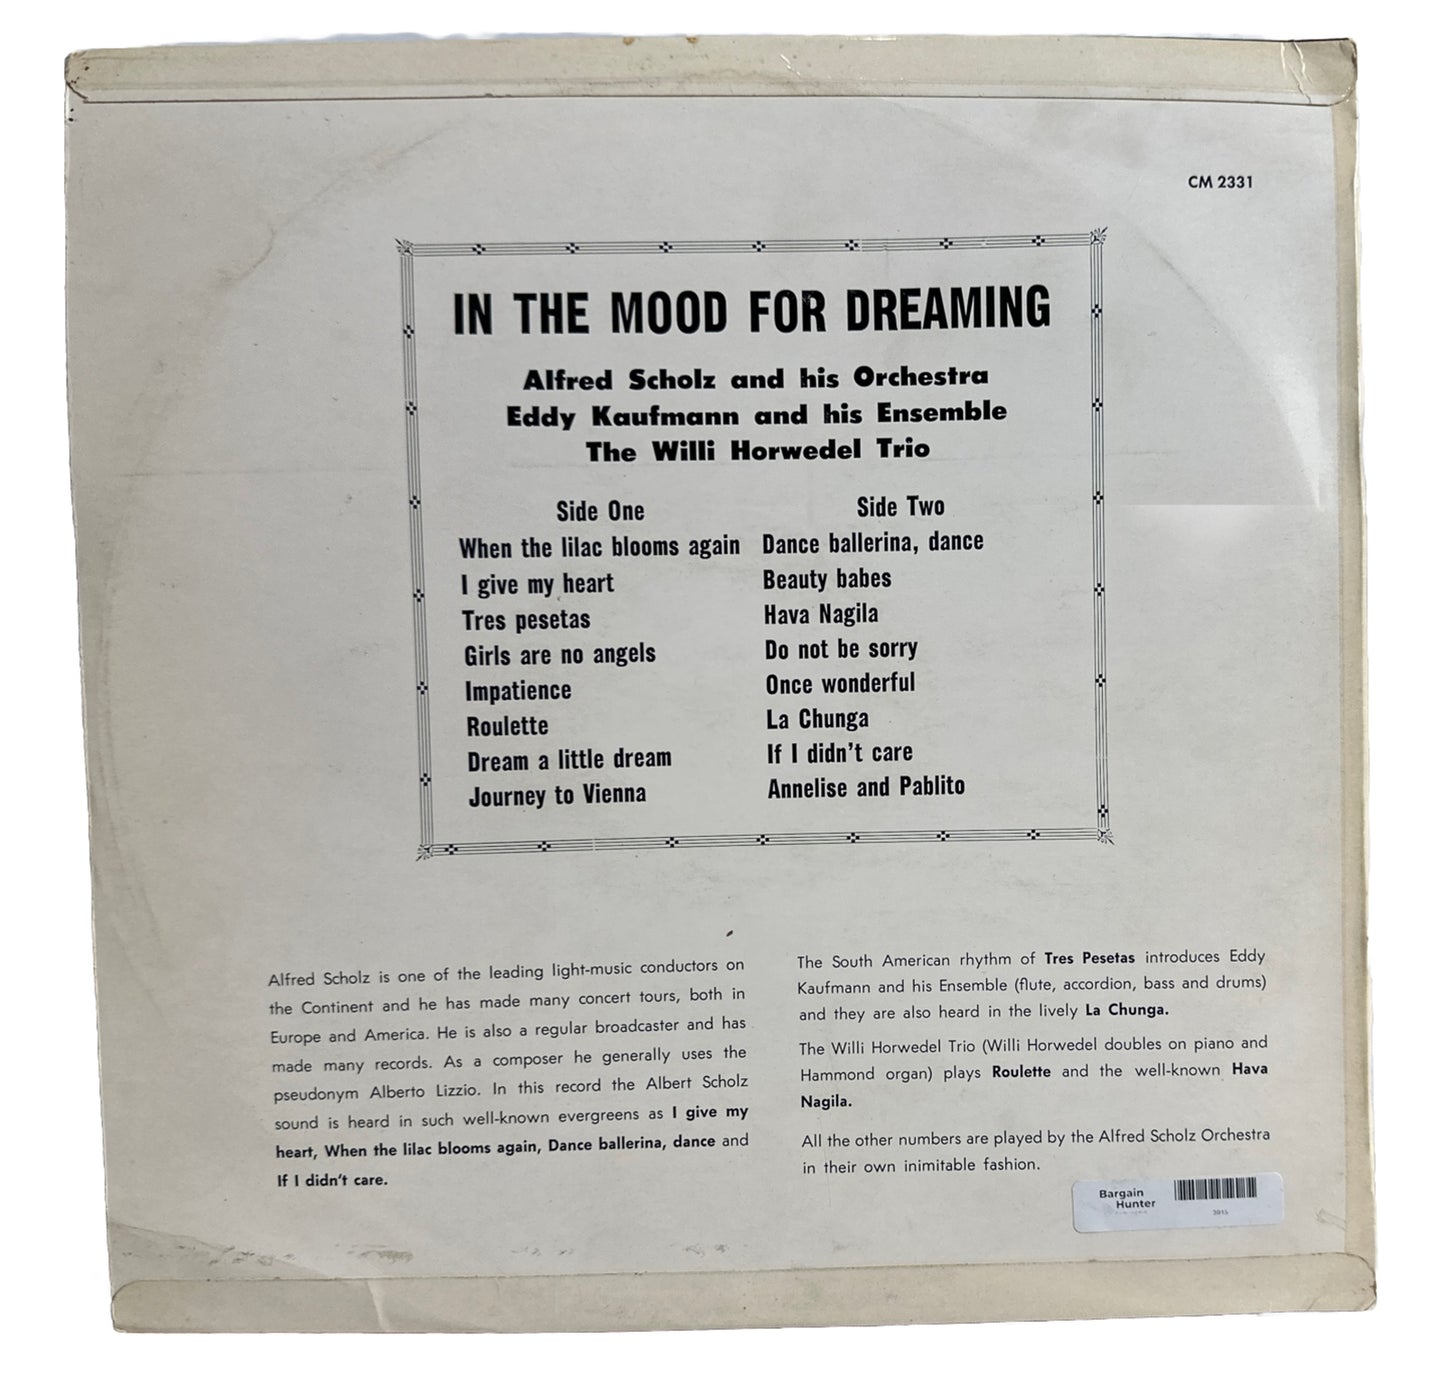 CM 2331
IN THE MOOD FOR DREAMING
Alfred Scholz and his Orchestra
Eddy Kaufmann and his Ensemble
The Willi Horwedel Trio
Side One
When the lilac blooms again
I give my heart
Tres pesetas
Girls are no angels
Impatience
Roulette
Dream a little dream
Journey to Vienna
Side Two
Dance ballerina, dance
Beauty babes
Hava Nagila
Do not be sorry
Once wonderful
La Chunga
If I didn't care
Annelise and Pablito
Alfred Scholz is one of the leading light-music conductors on
the Continent and he has made many concert tours, both in
Europe and America. He is also a regular broadcaster and has
made many records. As a composer he generally uses the
pseudonym Alberto Lizzio. In this record the Albert Scholz
sound is heard in such well-known evergreens as I give my
heart, When the lilac blooms again, Dance ballerina, dance and
If I didn't care.
The South American rhythm of Tres Pesetas introduces Eddy
Kaufmann and his Ensemble (flute, accordion, bass and drums)
and they are also heard in the lively La Chunga.
The Willi Horwedel Trio (Willi Horwedel doubles on piano and
Hammond organ) plays Roulette and the well-known Hava
Nagila.
All the other numbers are played by the Alfred Scholz Orchestra
in their own inimitable fashion.
Bargain
Hunter